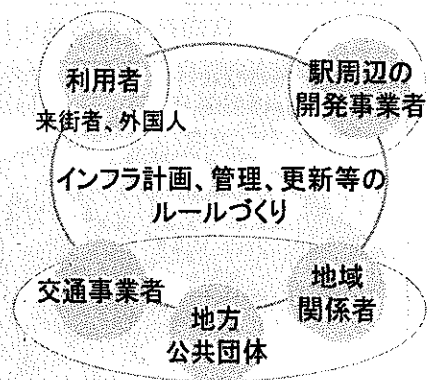 利用者
来街者、外国人
駅周辺の
開発事業者
インフラ計画、管理、更新等の
ルールづくり
交通事業者
地方
公共団体
地域
関係者